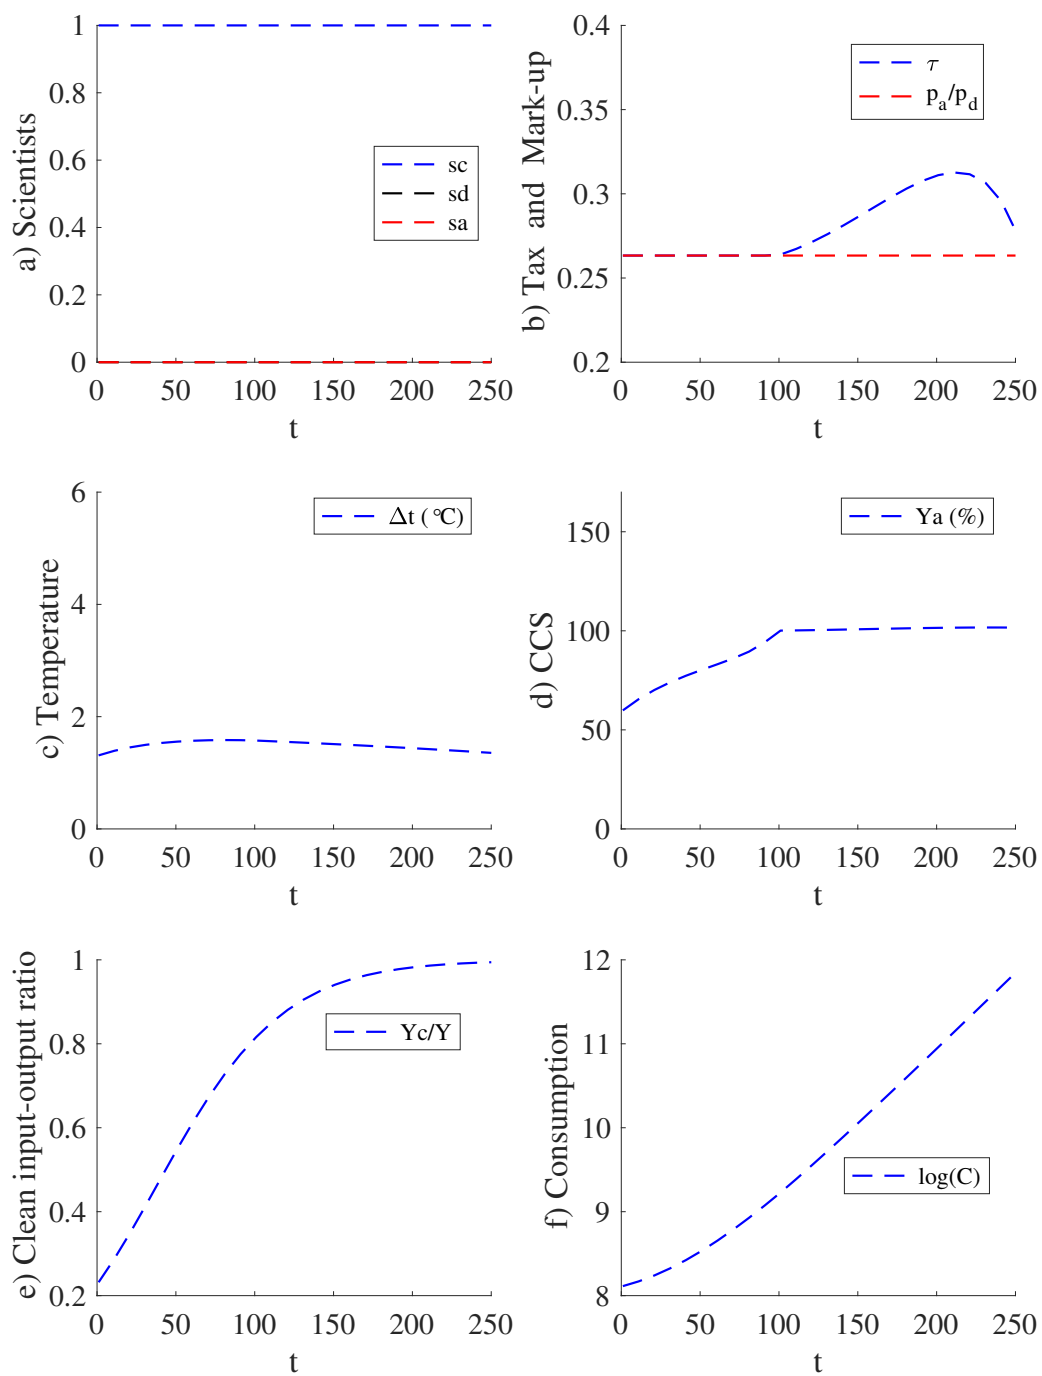 a) Scientists
1
0.8
0.6
0.4
0.2
0
0 50 100 150 200 250
t
sc
sd
sa
b) Tax and Mark-up
0.4
0.35
0.3
0.25
0.2
0 50 100 150 200 250
t
τ
pa/pd
c) Temperature
6
4
2
0
0 50 100 150 200 250
t
Δt (℃)
d) CCS
150
100
50
0
0 50 100 150 200 250
t
Ya (%)
e) Clean input-output ratio
1
0.8
0.6
0.4
0.2
0 50 100 150 200 250
t
Yc/Y
f) Consumption
12
11
10
9
8
0 50 100 150 200 250
t
log(C)